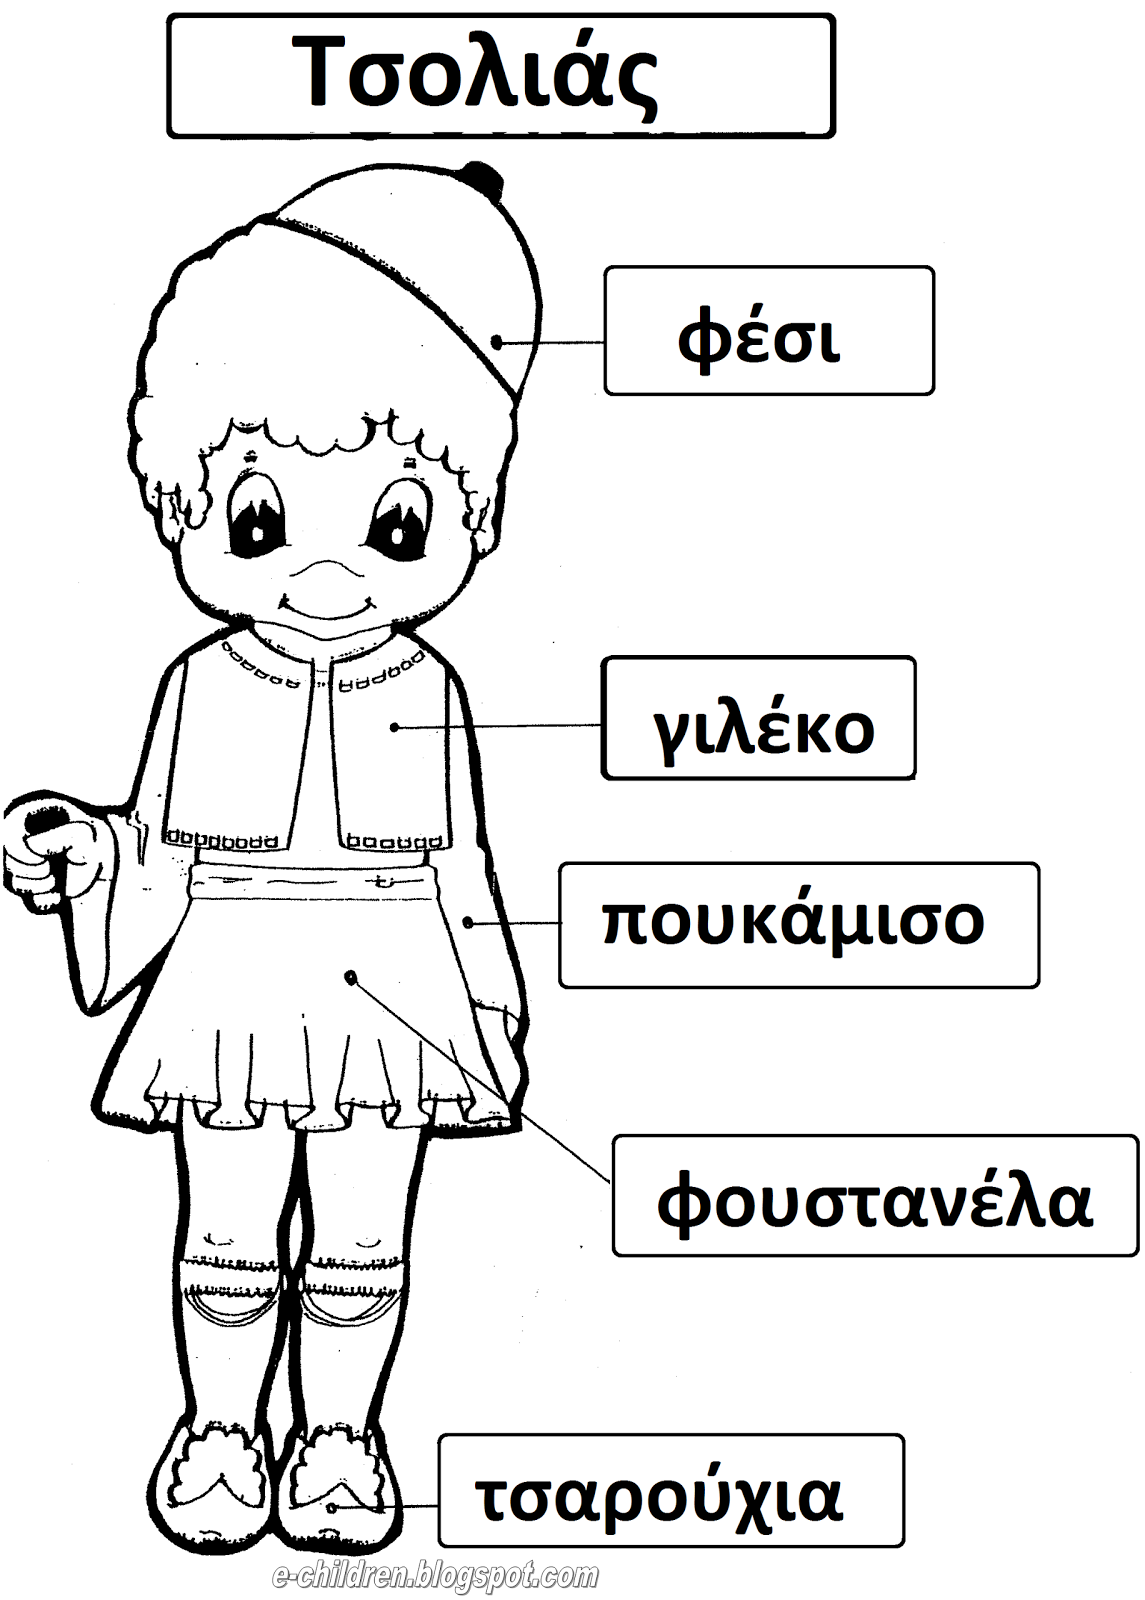 Τσολιάς
φέσι
γιλέκο
πουκάμισο
φουστανέλα
τσαρούχια
e-children.blogspot.com